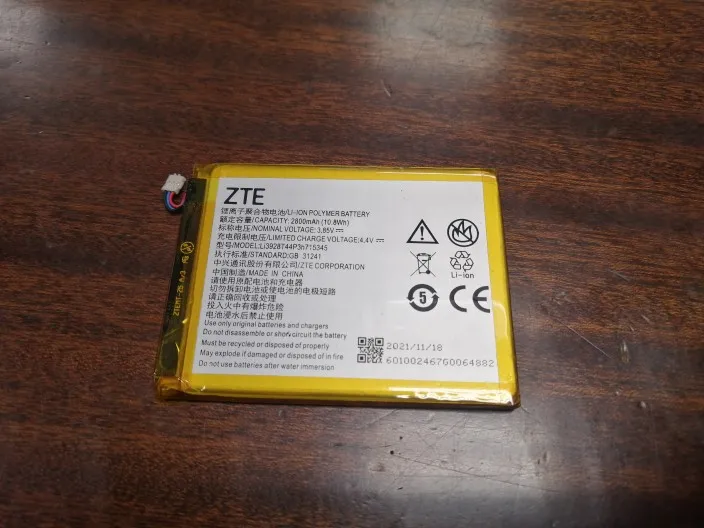 ZTE
锂离子聚合物电池/LI-ION POLYMER BATTERY
额定容量/CAPACITY: 2800mAh (10.8Wh)
标称电压/NOMINAL VOLTAGE: 3.85V
充电限制电压/LIMITED CHARGE VOLTAGE:4.4V
型号/MODEL:Li3928T44P3h715345
执行标准/STANDARD:GB 31241
中兴通讯股份有限公司/ZTE CORPORATION
中国制造/MADE IN CHINA
请使用原配电池和充电器
切勿拆卸电池或使电池的电极短路
请正确回收处理
投入火中有爆炸危险
电池浸水后禁止使用
Use only original batteries and chargers
Do not disassemble or short-circuit the battery
Must be recycled or disposed of properly
May explode if damaged or disposed of in fire
Do not use batteries after water immersion
Li-ion
5
CE
2021/11/18
60100246760064882